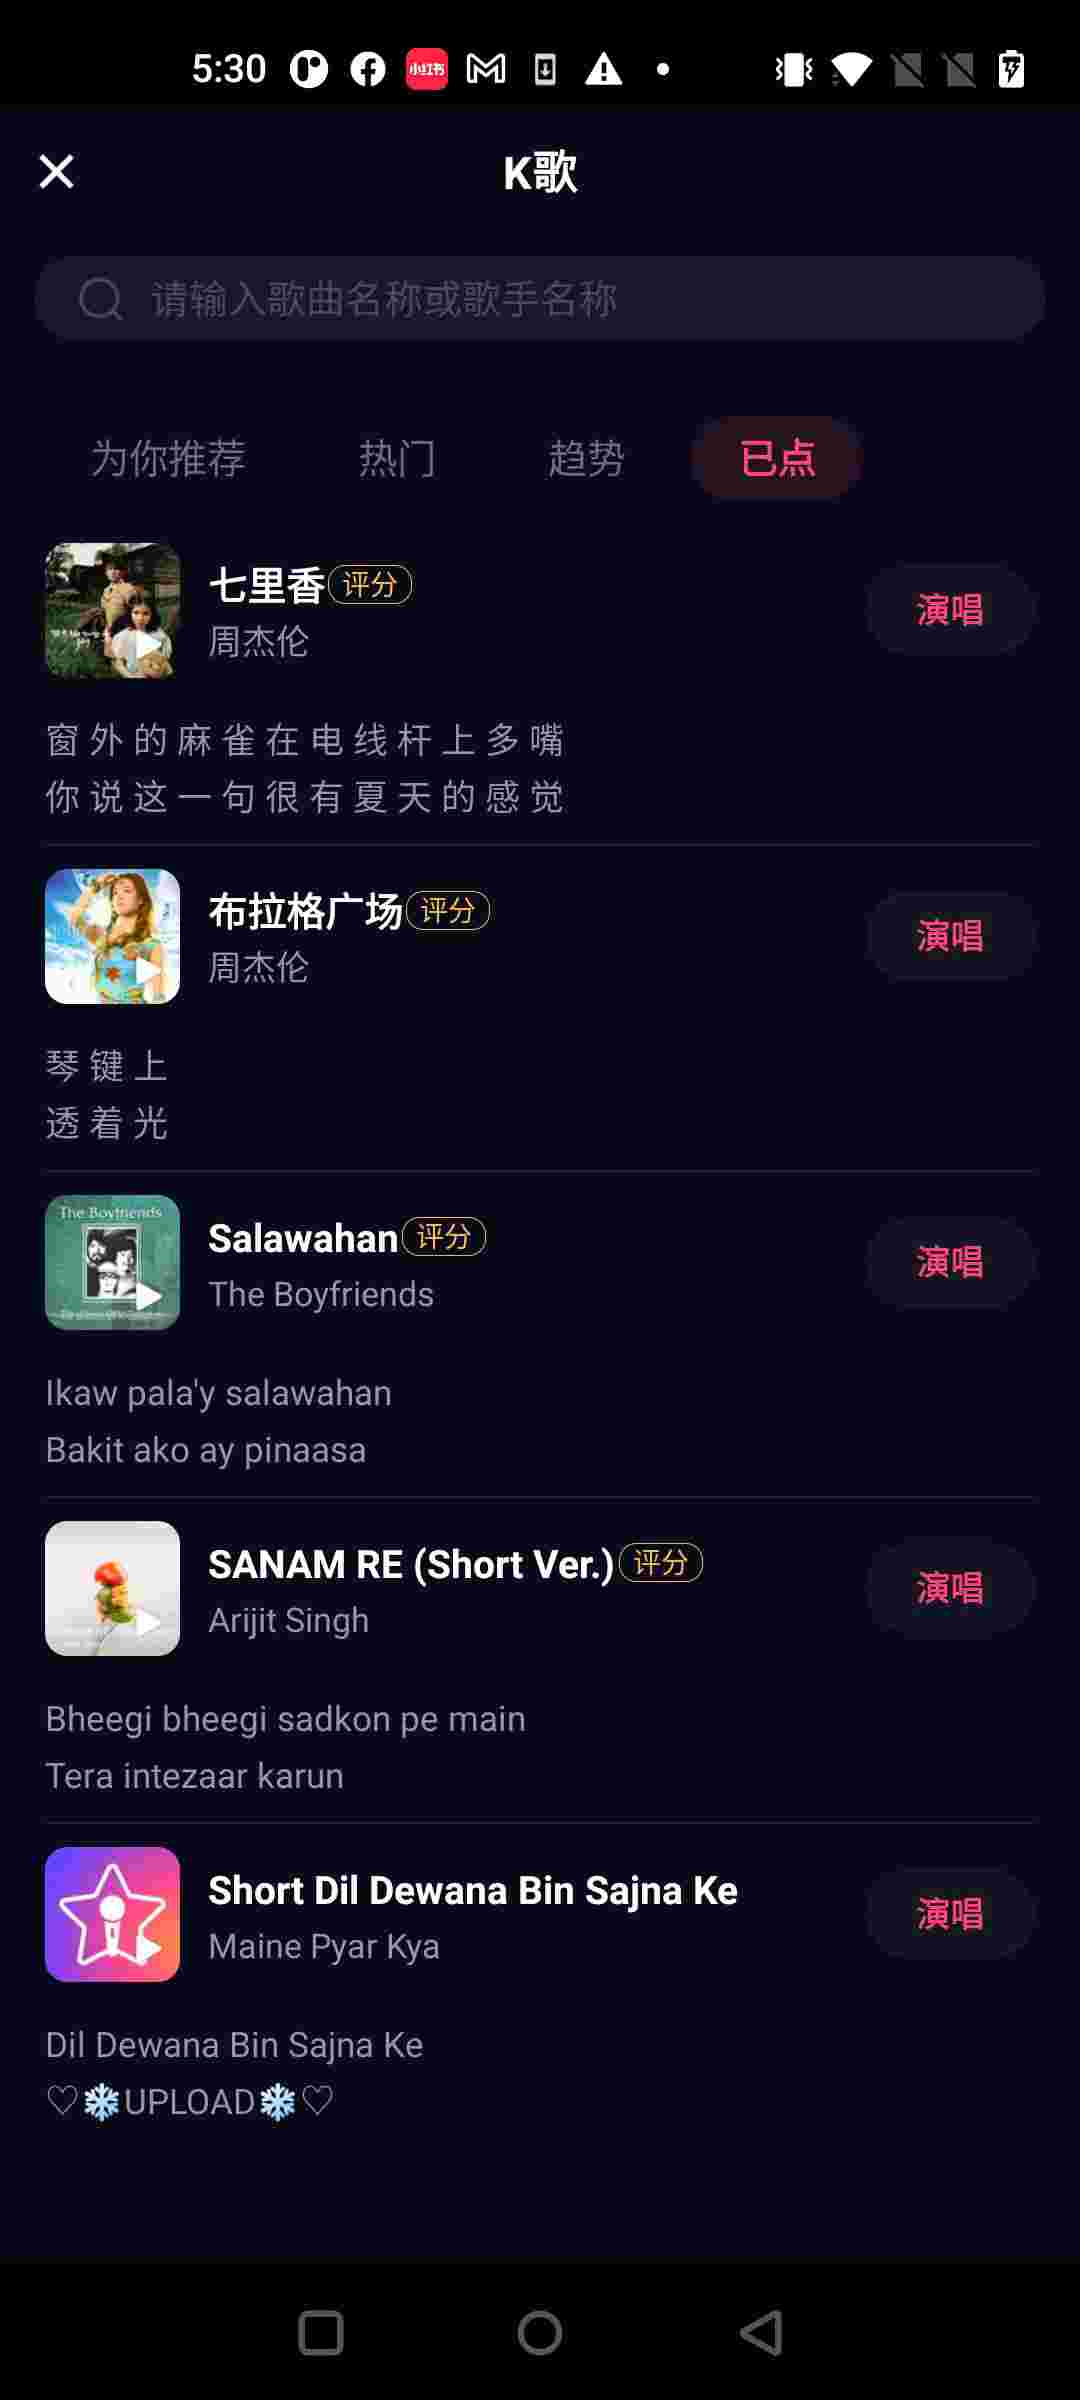 5:30
小红书
K歌
请输入歌曲名称或歌手名称
为你推荐 热门 趋势 已点
七里香 评分
周杰伦
演唱
窗外的麻雀在电线杆上多嘴
你说这一句很有夏天的感觉
布拉格广场 评分
周杰伦
演唱
琴键上
透着光
The Boyfriends
Salawahan 评分
The Boyfriends
演唱
Ikaw pala'y salawahan
Bakit ako ay pinaasa
SANAM RE (Short Ver.) 评分
Arijit Singh
演唱
Bheegi bheegi sadkon pe main
Tera intezaar karun
Short Dil Dewana Bin Sajna Ke
Maine Pyar Kya
演唱
Dil Dewana Bin Sajna Ke
♡❄UPLOAD❄♡